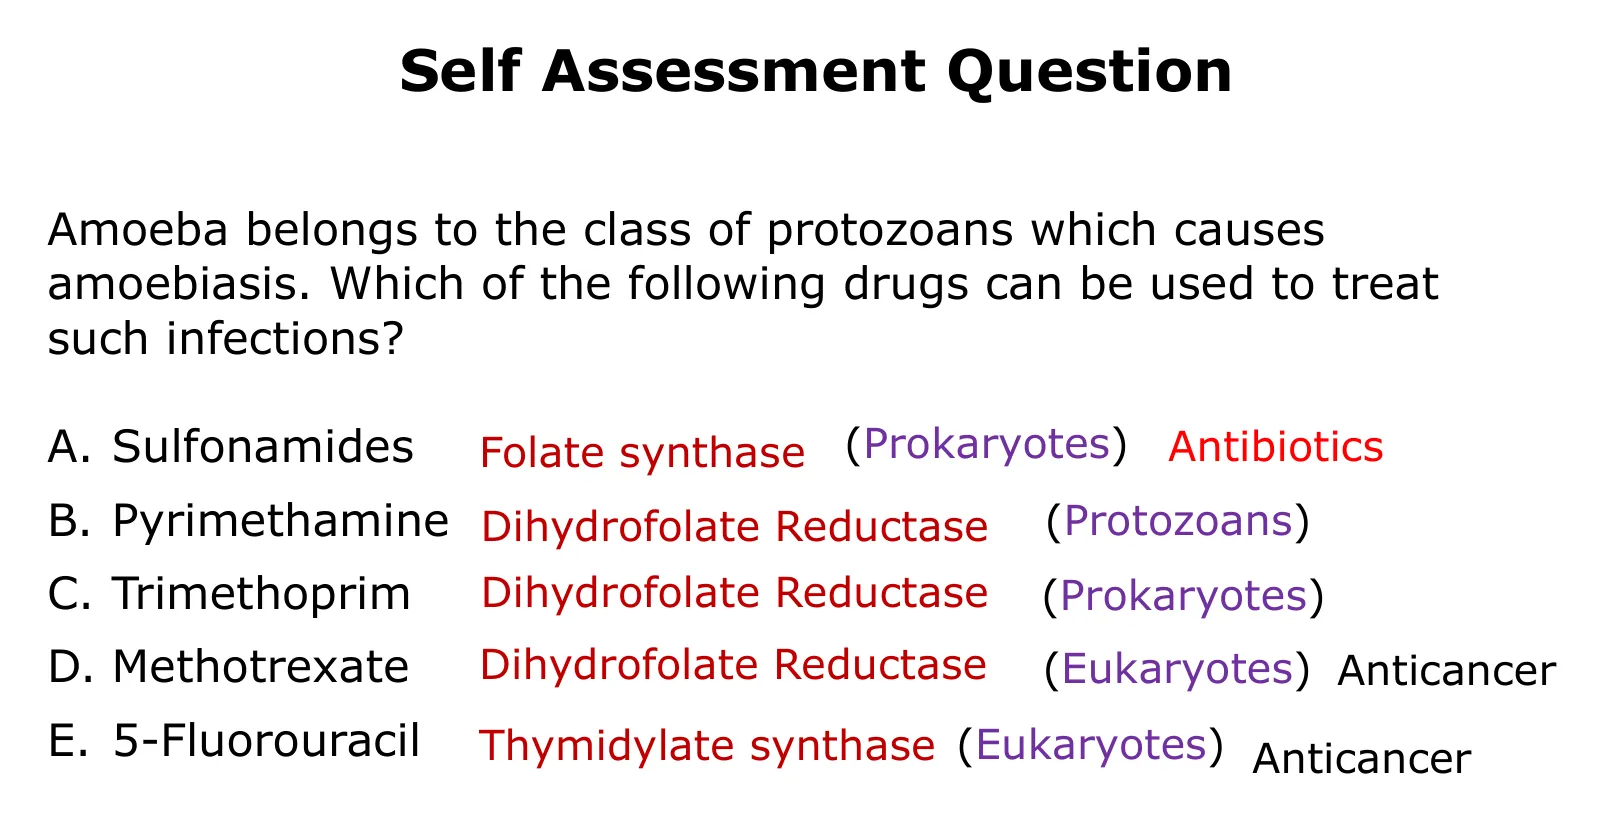 Self Assessment Question
Amoeba belongs to the class of protozoans which causes
amoebiasis. Which of the following drugs can be used to treat
such infections?
A. Sulfonamides Folate synthase (Prokaryotes) Antibiotics
B. Pyrimethamine Dihydrofolate Reductase (Protozoans)
C. Trimethoprim Dihydrofolate Reductase (Prokaryotes)
D. Methotrexate Dihydrofolate Reductase (Eukaryotes) Anticancer
E. 5-Fluorouracil Thymidylate synthase (Eukaryotes) Anticancer